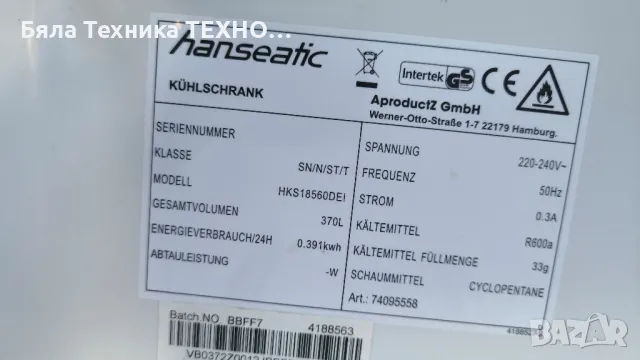 Бяла Техника ТЕХНО...
hanseatic
KÜHLSCHRANK
Intertek GS
CE
AproductZ GmbH
Werner-Otto-Straße 1-7 22179 Hamburg.
SERIENNUMMER
KLASSE SN/N/ST/T
MODELL HKS18560DEI
GESAMTVOLUMEN 370L
ENERGIEVERBRAUCH/24H 0.391kwh
ABTAULEISTUNG -W
SPANNUNG 220-240V~
FREQUENZ 50Hz
STROM 0.3A
KÄLTEMITTEL R600a
KÄLTEMITTEL FÜLLMENGE 33g
SCHAUMMITTEL CYCLOPENTANE
Art.: 74095558
Batch.NO BBFF7 4188563
BAZAR